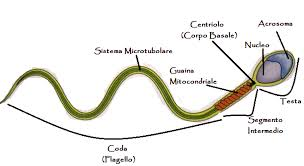 Centriolo
(Corpo Basale)
Acrosoma
Nucleo
Sistema Microtubolare
Guaina
Mitocondriale
Testa
Segmento
Intermedio
Coda
(Flagello)